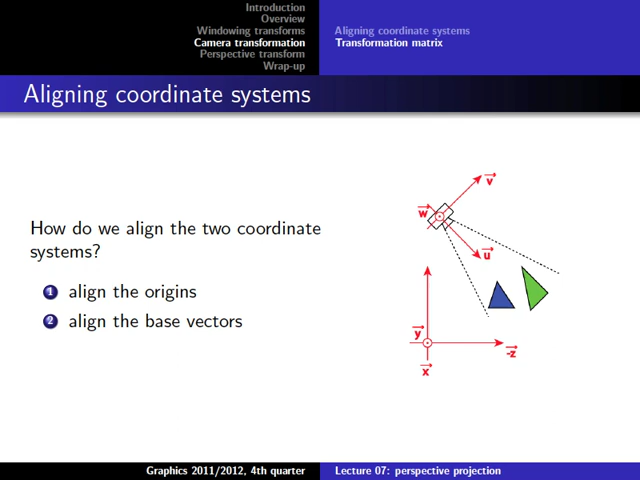 Introduction
Overview
Windowing transforms
Camera transformation
Perspective transform
Wrap-up
Aligning coordinate systems
Transformation matrix
Aligning coordinate systems
How do we align the two coordinate
systems?
1 align the origins
2 align the base vectors
v
w
u
y
-z
x
Graphics 2011/2012, 4th quarter
Lecture 07: perspective projection